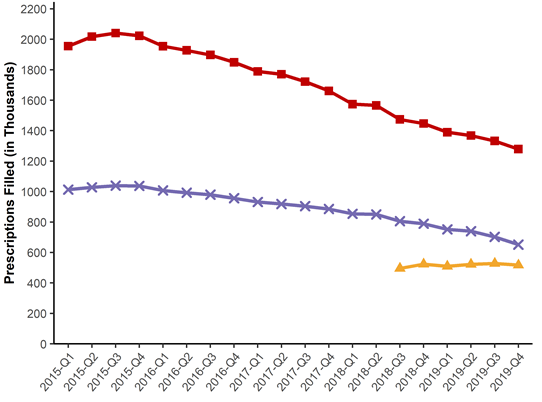 Prescriptions Filled (in Thousands)
2200
2000
1800
1600
1400
1200
1000
800
600
400
200
0
2015-Q1
2015-Q2
2015-Q3
2015-Q4
2016-Q1
2016-Q2
2016-Q3
2016-Q4
2017-Q1
2017-Q2
2017-Q3
2017-Q4
2018-Q1
2018-Q2
2018-Q3
2018-Q4
2019-Q1
2019-Q2
2019-Q3
2019-Q4